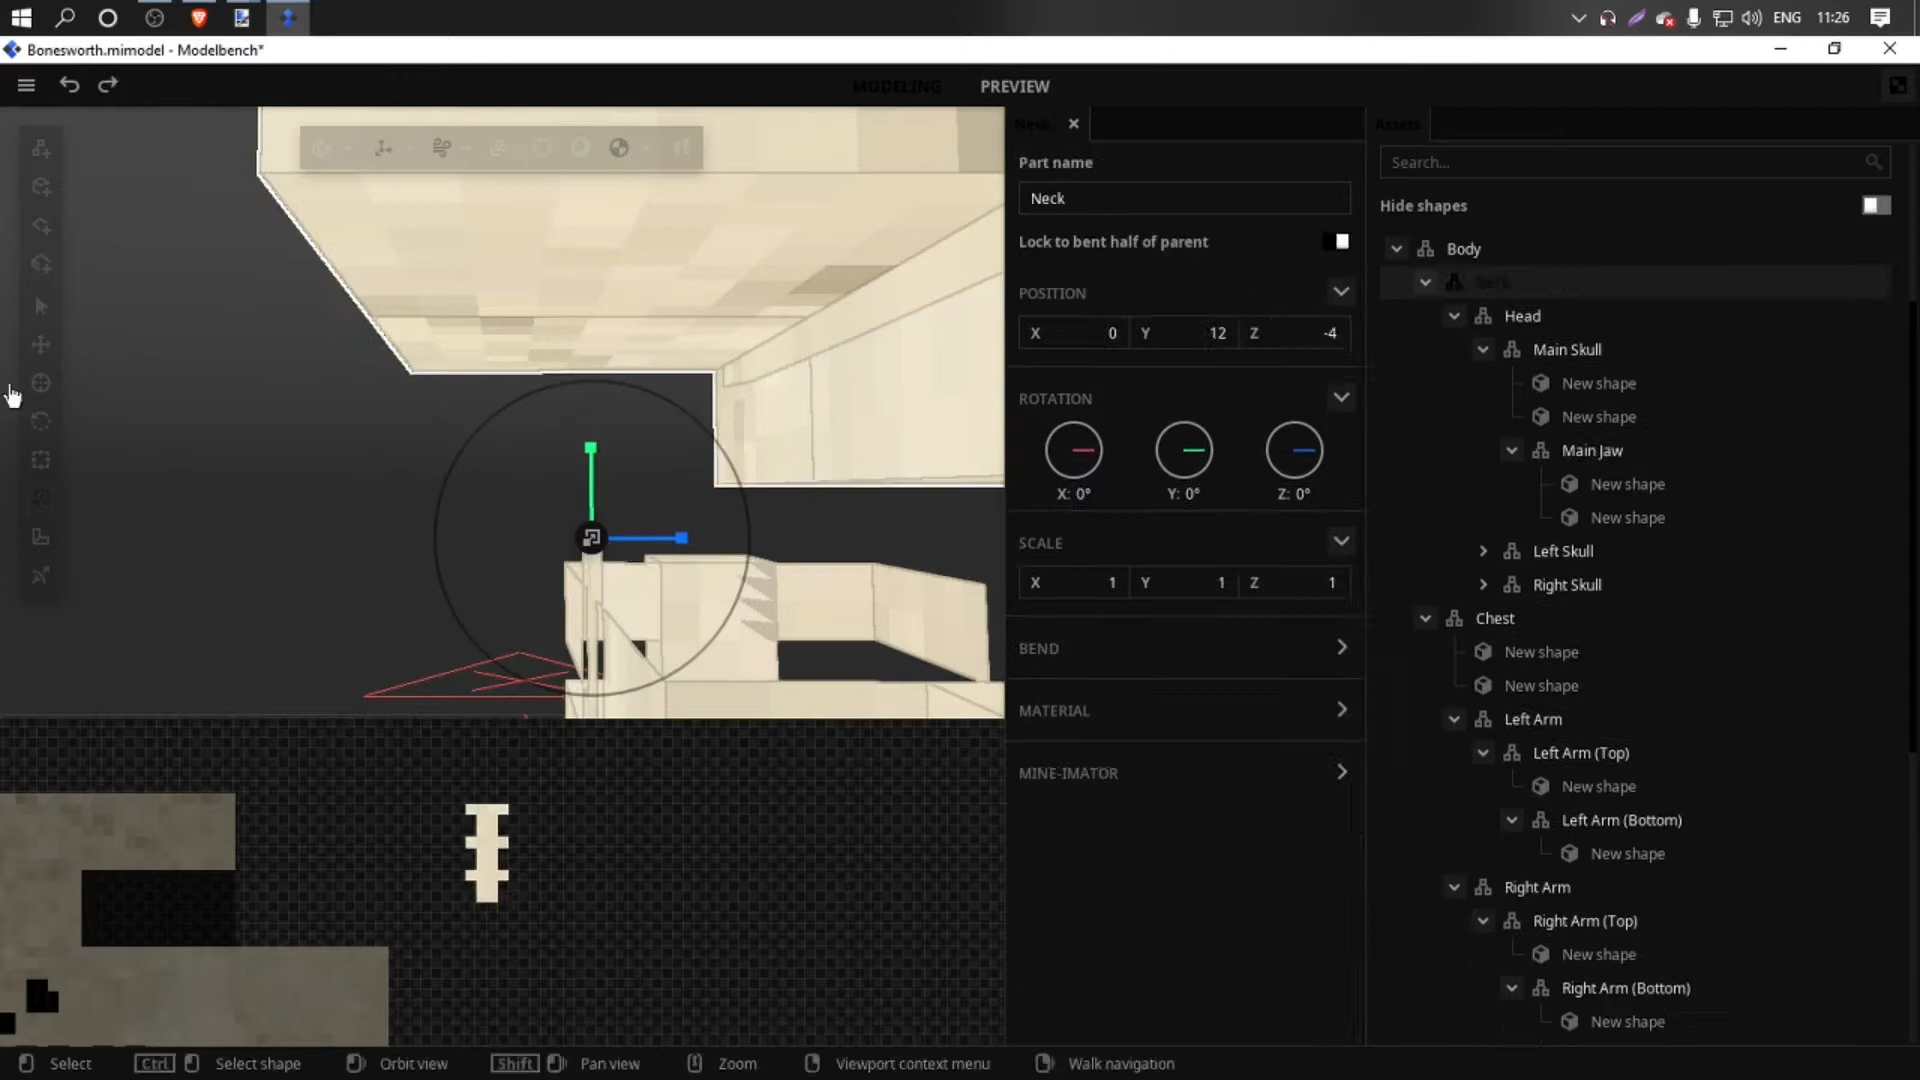 ENG 11:26
Bonesworth.mimodel - Modelbench*
MODELING PREVIEW
Neck
Assets
Part name
Neck
Lock to bent half of parent
POSITION
X 0 Y 12 Z -4
ROTATION
X: 0° Y: 0° Z: 0°
SCALE
X 1 Y 1 Z 1
BEND
MATERIAL
MINE-IMATOR
Search...
Hide shapes
Body
Neck
Head
Main Skull
New shape
New shape
Main Jaw
New shape
New shape
Left Skull
Right Skull
Chest
New shape
New shape
Left Arm
Left Arm (Top)
New shape
Left Arm (Bottom)
New shape
Right Arm
Right Arm (Top)
New shape
Right Arm (Bottom)
New shape
Select Ctrl Select shape Orbit view Shift Pan view Zoom Viewport context menu Walk navigation